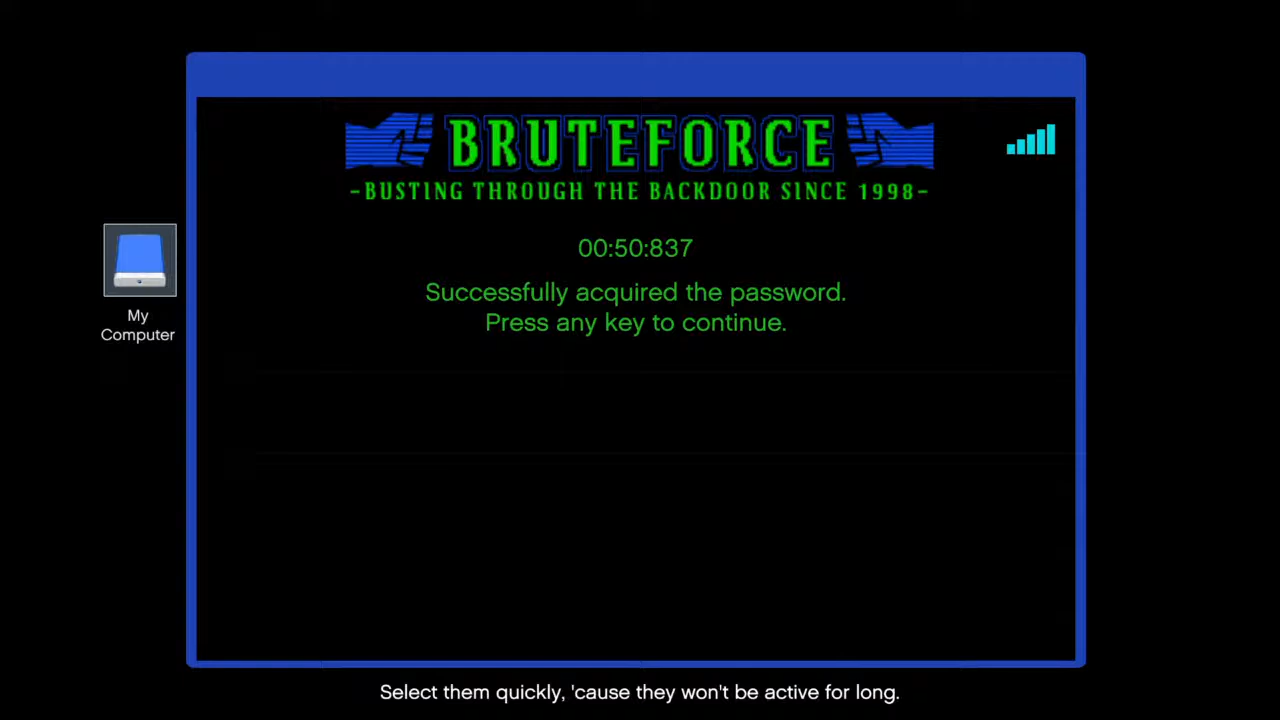 BRUTEFORCE
-BUSTING THROUGH THE BACKDOOR SINCE 1998-
00:50:837
Successfully acquired the password.
Press any key to continue.
My
Computer
Select them quickly, 'cause they won't be active for long.